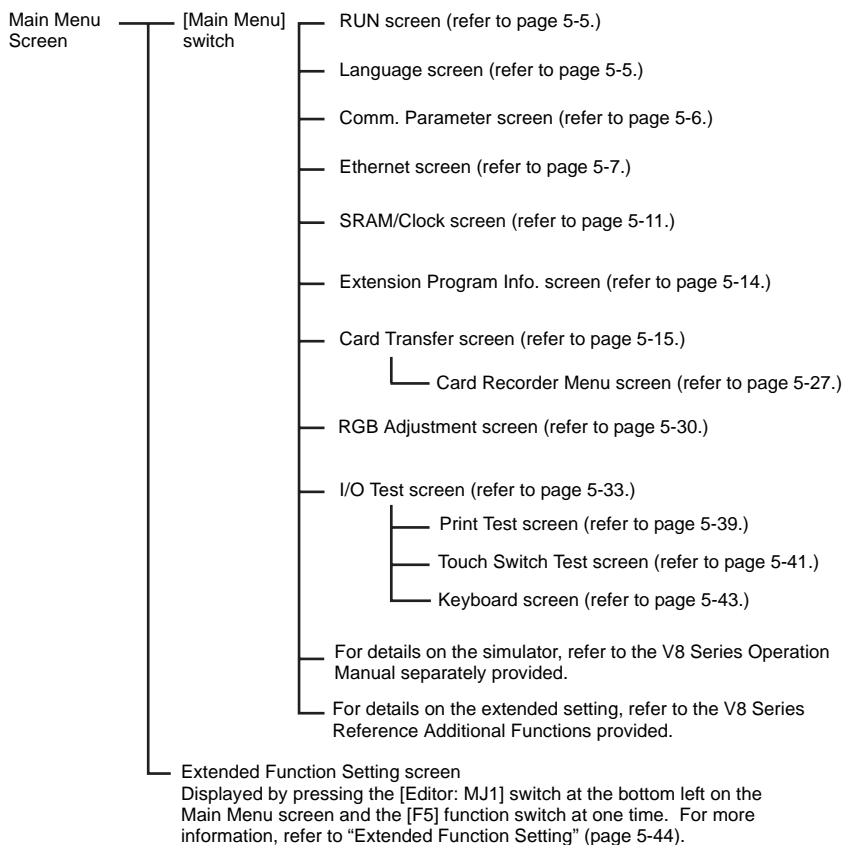 Main Menu
Screen
[Main Menu]
switch
RUN screen (refer to page 5-5.)
Language screen (refer to page 5-5.)
Comm. Parameter screen (refer to page 5-6.)
Ethernet screen (refer to page 5-7.)
SRAM/Clock screen (refer to page 5-11.)
Extension Program Info. screen (refer to page 5-14.)
Card Transfer screen (refer to page 5-15.)
Card Recorder Menu screen (refer to page 5-27.)
RGB Adjustment screen (refer to page 5-30.)
I/O Test screen (refer to page 5-33.)
Print Test screen (refer to page 5-39.)
Touch Switch Test screen (refer to page 5-41.)
Keyboard screen (refer to page 5-43.)
For details on the simulator, refer to the V8 Series Operation
Manual separately provided.
For details on the extended setting, refer to the V8 Series
Reference Additional Functions provided.
Extended Function Setting screen
Displayed by pressing the [Editor: MJ1] switch at the bottom left on the
Main Menu screen and the [F5] function switch at one time.  For more
information, refer to “Extended Function Setting” (page 5-44).